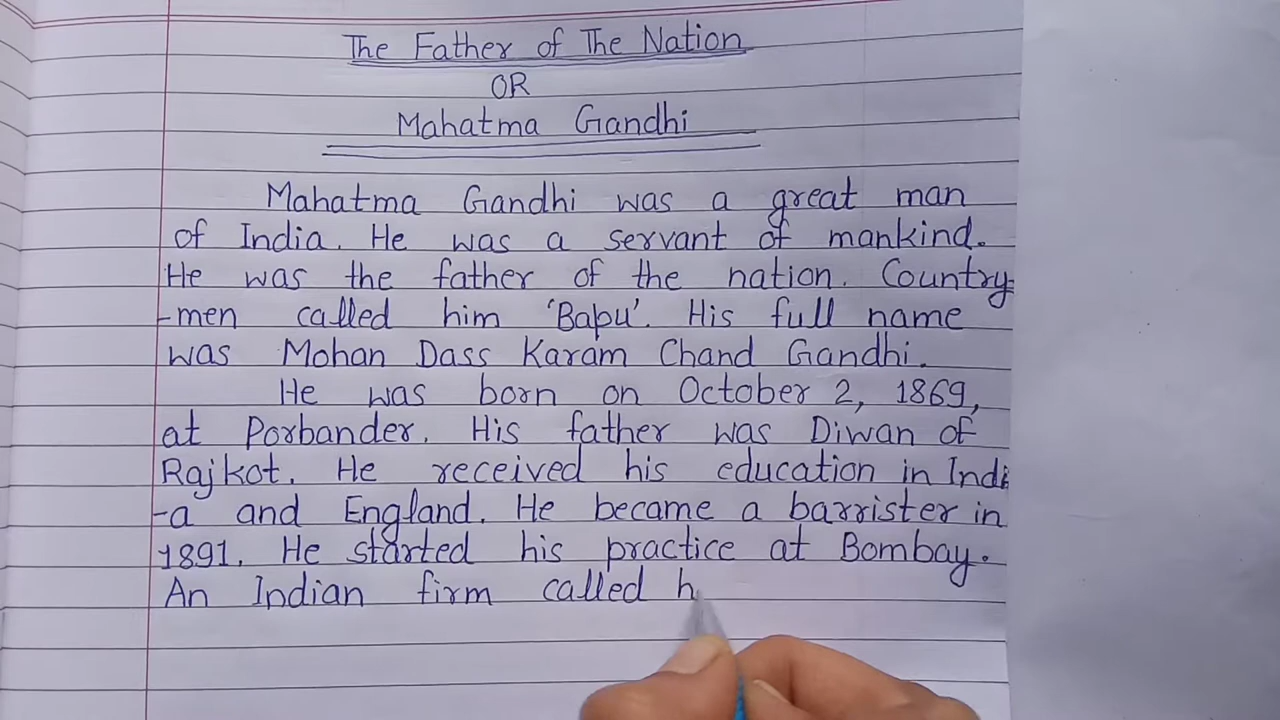 The Father of The Nation
OR
Mahatma Gandhi
Mahatma Gandhi was a great man
of India. He was a servant of mankind.
He was the father of the nation. Country
-men called him 'Bapu'. His full name
was Mohan Dass Karam Chand Gandhi.
He was born on October 2, 1869,
at Porbander. His father was Diwan of
Rajkot. He received his education in Indi
-a and England. He became a barrister in
1891. He started his practice at Bombay.
An Indian firm called h